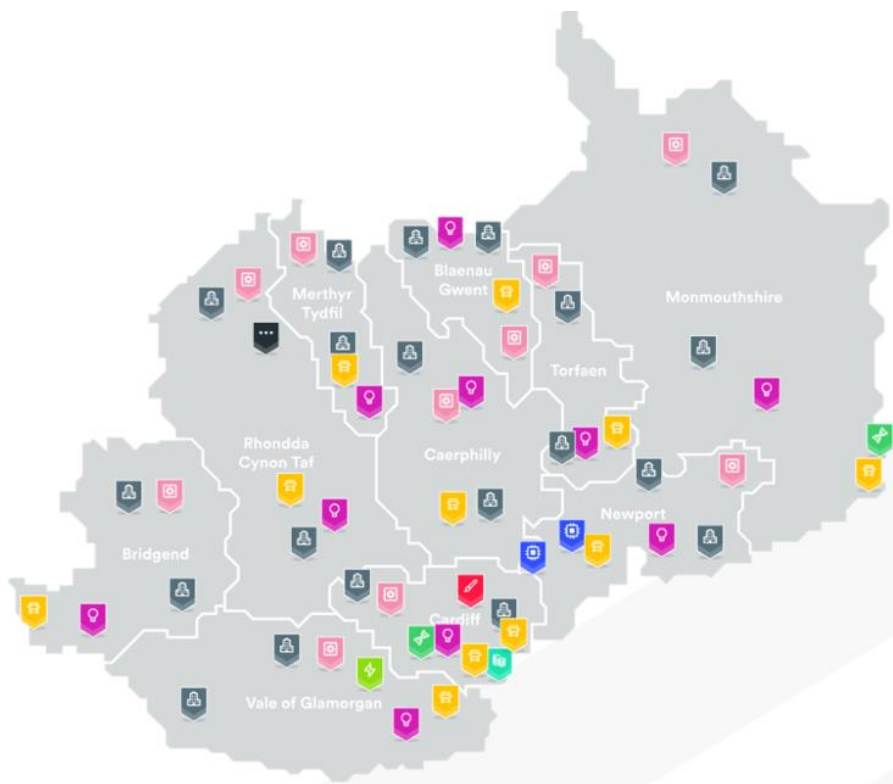 Blaenau
Gwent
Merthyr
Tydfil
Monmouthshire
Torfaen
Rhondda
Cynon Taf
Caerphilly
Newport
Bridgend
Cardiff
Vale of Glamorgan